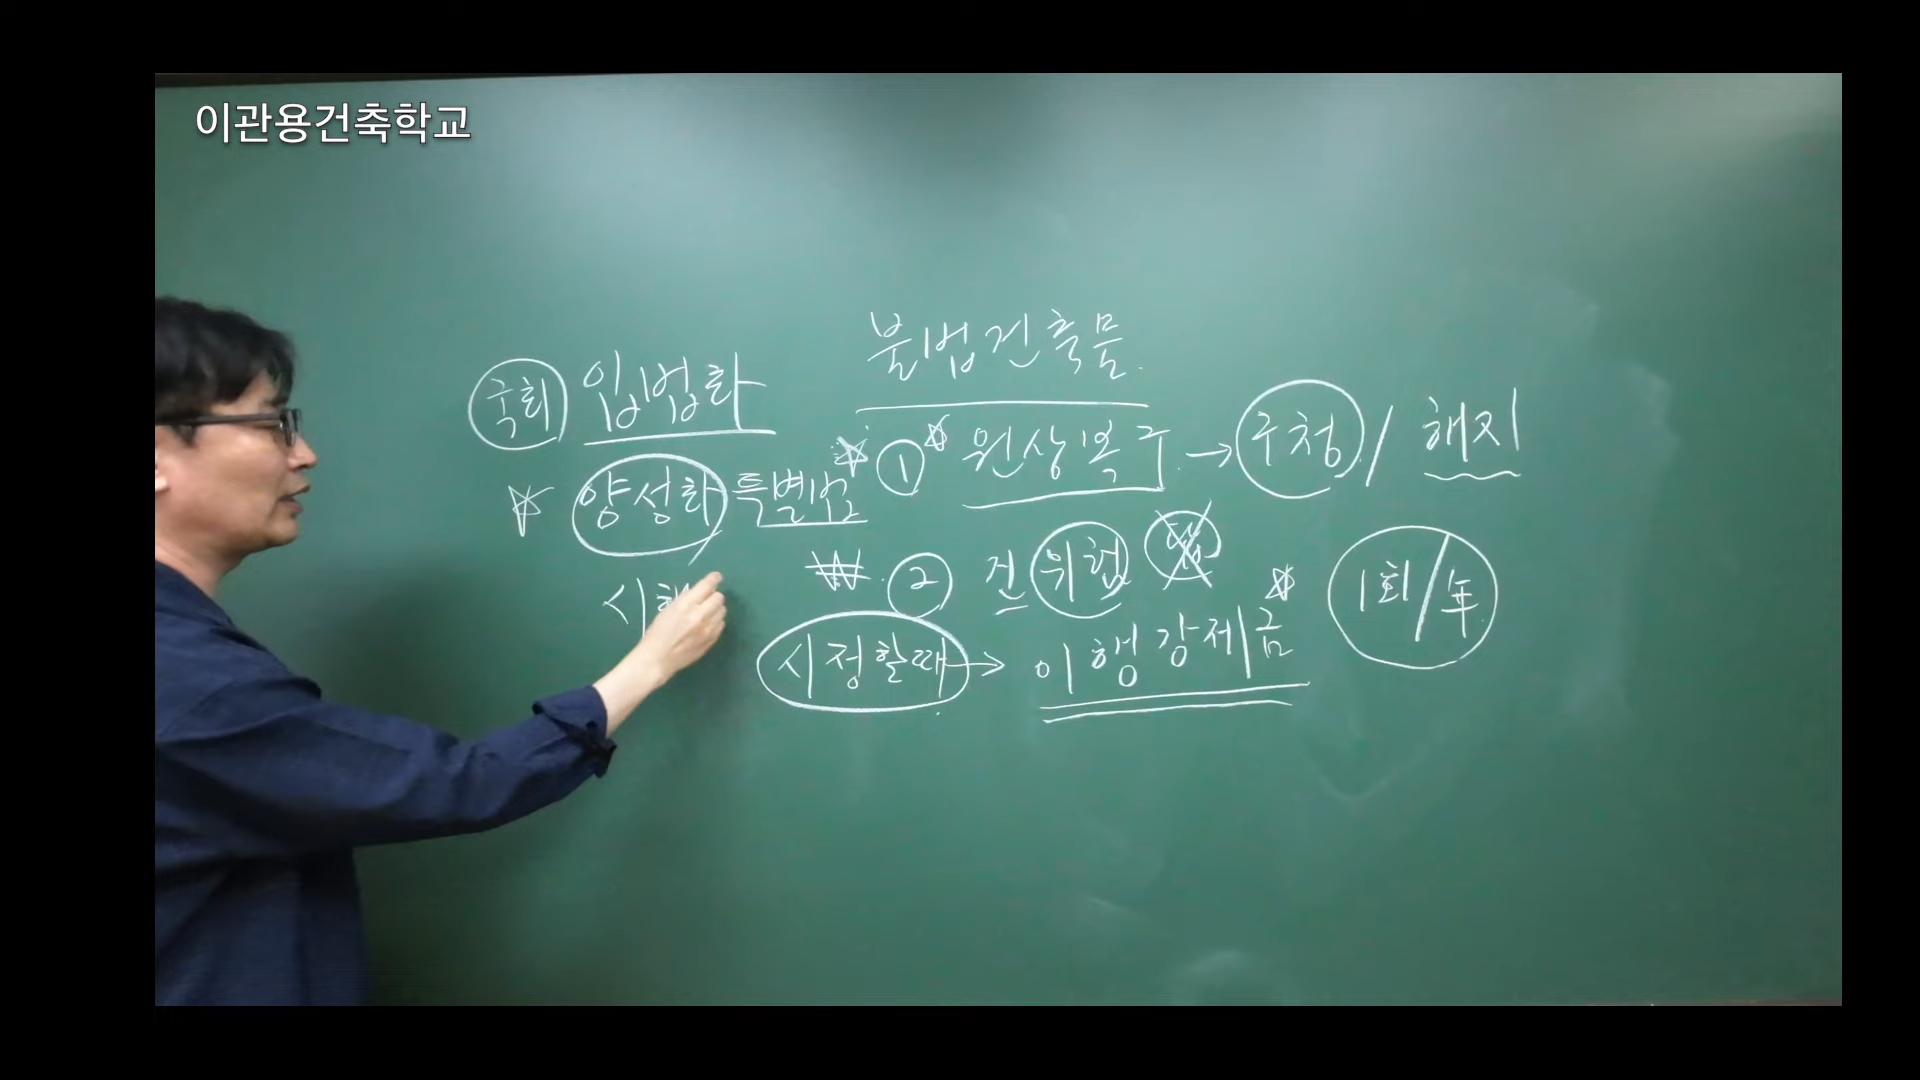 이관용건축학교
불법건축물.
국회 입법화
① 원상복구 → 구청 / 해지
양성화 특별법
₩ ② 건 위험
1회/年
시정할때 → 이행강제금